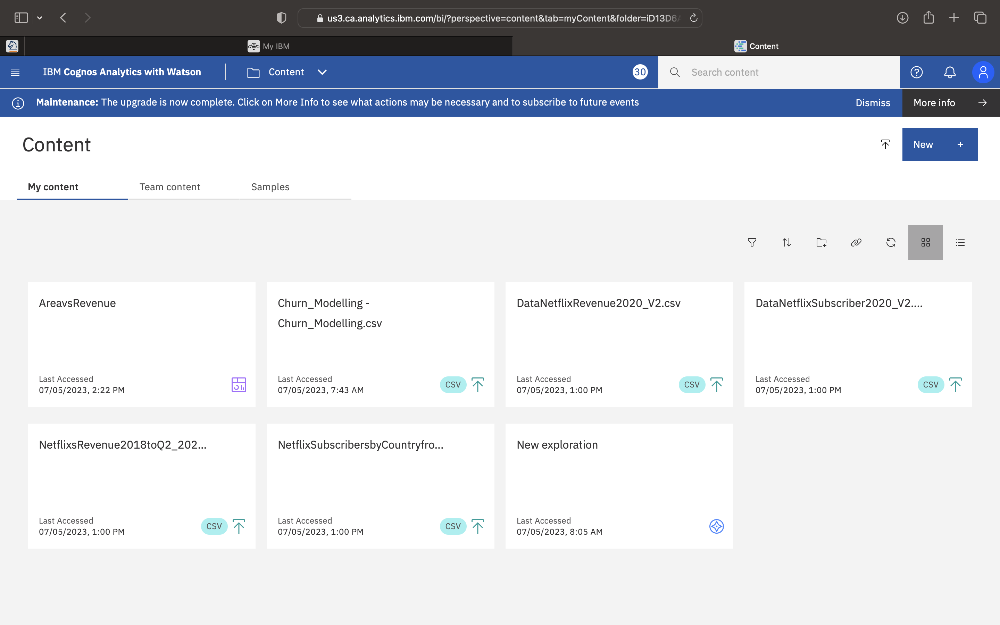 us3.ca.analytics.ibm.com/bi/?perspective=content&tab=myContent&folder=iD13D6
My IBM
Content
IBM Cognos Analytics with Watson
Content
30
Search content
Maintenance: The upgrade is now complete. Click on More Info to see what actions may be necessary and to subscribe to future events
Dismiss
More info
Content
New +
My content
Team content
Samples
AreavsRevenue
Last Accessed
07/05/2023, 2:22 PM
Churn_Modelling -
Churn_Modelling.csv
Last Accessed
07/05/2023, 7:43 AM
CSV
DataNetflixRevenue2020_V2.csv
Last Accessed
07/05/2023, 1:00 PM
CSV
DataNetflixSubscriber2020_V2....
Last Accessed
07/05/2023, 1:00 PM
CSV
NetflixsRevenue2018toQ2_202...
Last Accessed
07/05/2023, 1:00 PM
CSV
NetflixSubscribersbyCountryfro...
Last Accessed
07/05/2023, 1:00 PM
CSV
New exploration
Last Accessed
07/05/2023, 8:05 AM